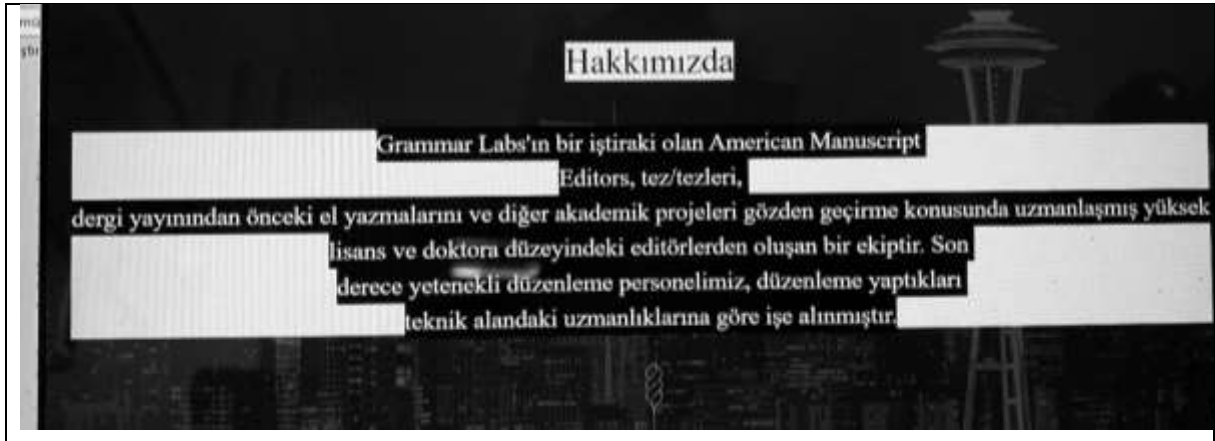 mü
ştır
Hakkımızda
Grammar Labs'ın bir iştiraki olan American Manuscript
Editors, tez/tezleri,
dergi yayınından önceki el yazmalarını ve diğer akademik projeleri gözden geçirme konusunda uzmanlaşmış yüksek
lisans ve doktora düzeyindeki editörlerden oluşan bir ekiptir. Son
derece yetenekli düzenleme personelimiz, düzenleme yaptıkları
teknik alandaki uzmanlıklarına göre işe alınmıştır.